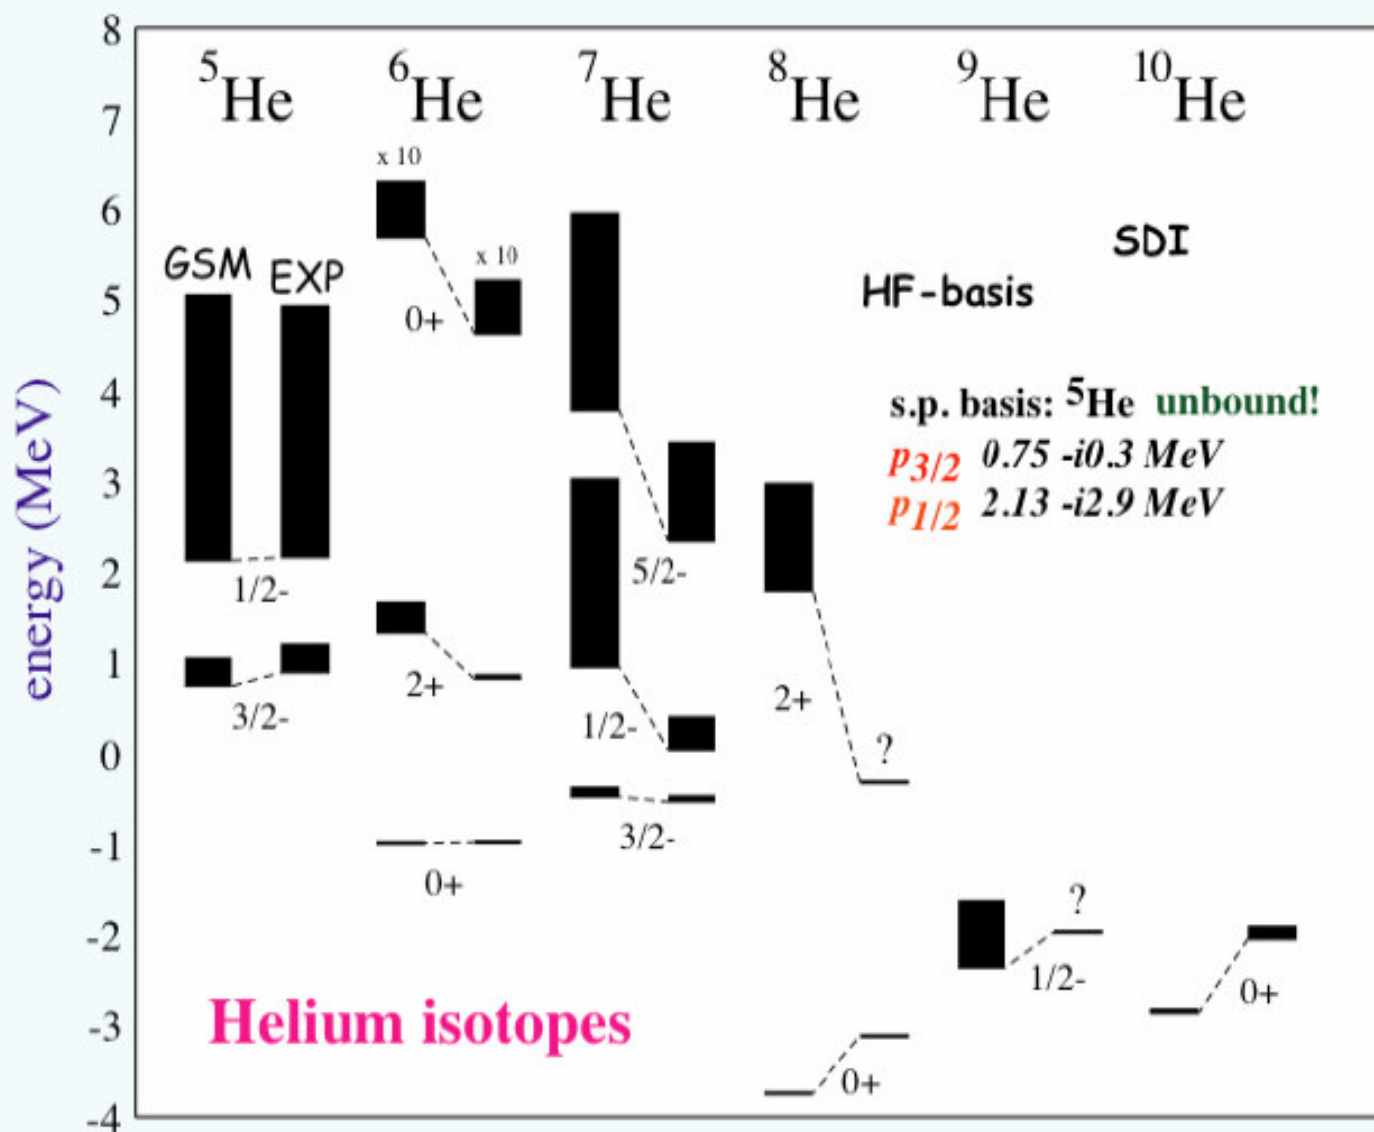 8
7
6
5
4
3
2
1
0
-1
-2
-3
-4
energy (MeV)
⁵He
⁶He
⁷He
⁸He
⁹He
¹⁰He
GSM EXP
1/2-
3/2-
x 10
x 10
0+
2+
0+
5/2-
1/2-
3/2-
2+
?
0+
?
1/2-
0+
SDI
HF-basis
s.p. basis: ⁵He unbound!
p3/2 0.75 -i0.3 MeV
p1/2 2.13 -i2.9 MeV
Helium isotopes